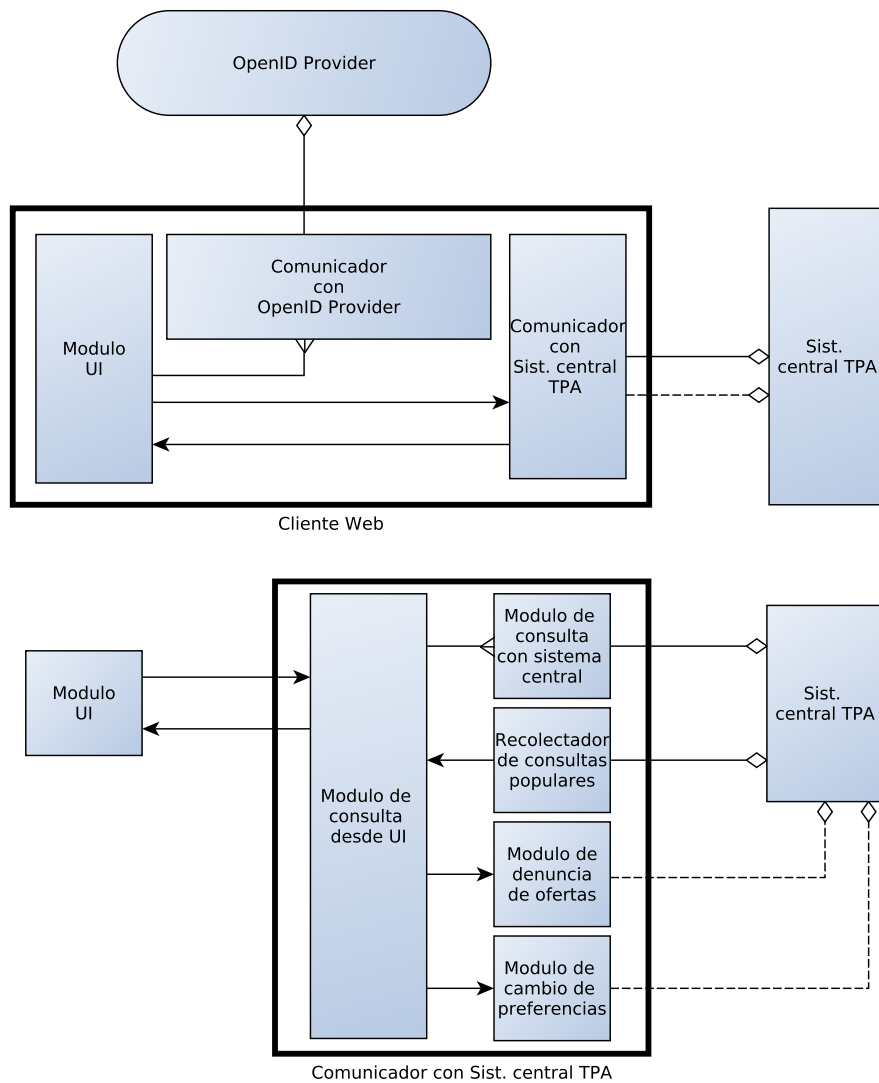 OpenID Provider
Modulo
UI
Comunicador
con
OpenID Provider
Comunicador
con
Sist. central
TPA
Sist.
central TPA
Cliente Web
Modulo
UI
Modulo de
consulta
desde UI
Modulo de
consulta
con sistema
central
Recolectador
de consultas
populares
Modulo de
denuncia
de ofertas
Modulo de
cambio de
preferencias
Sist.
central TPA
Comunicador con Sist. central TPA